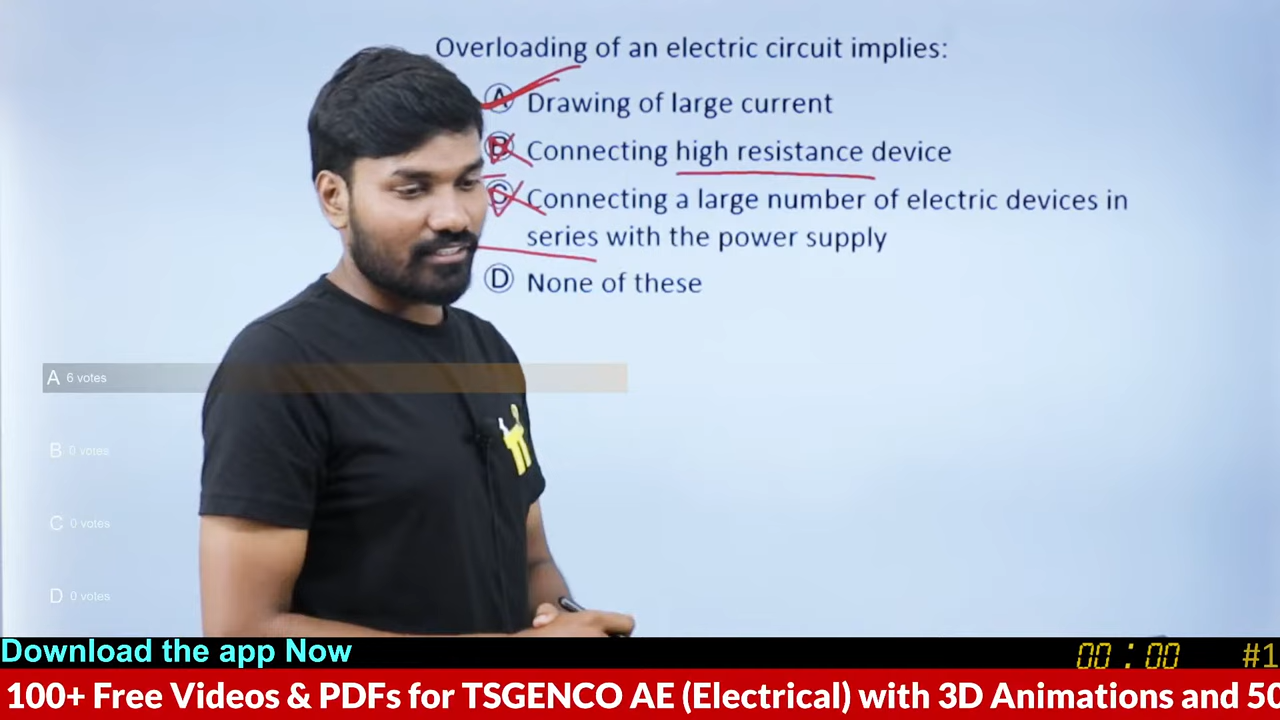 Overloading of an electric circuit implies:
A Drawing of large current
B Connecting high resistance device
C Connecting a large number of electric devices in
series with the power supply
D None of these
A 6 votes
B 0 votes
C 0 votes
D 0 votes
Download the app Now
00:00 #1
100+ Free Videos & PDFs for TSGENCO AE (Electrical) with 3D Animations and 50